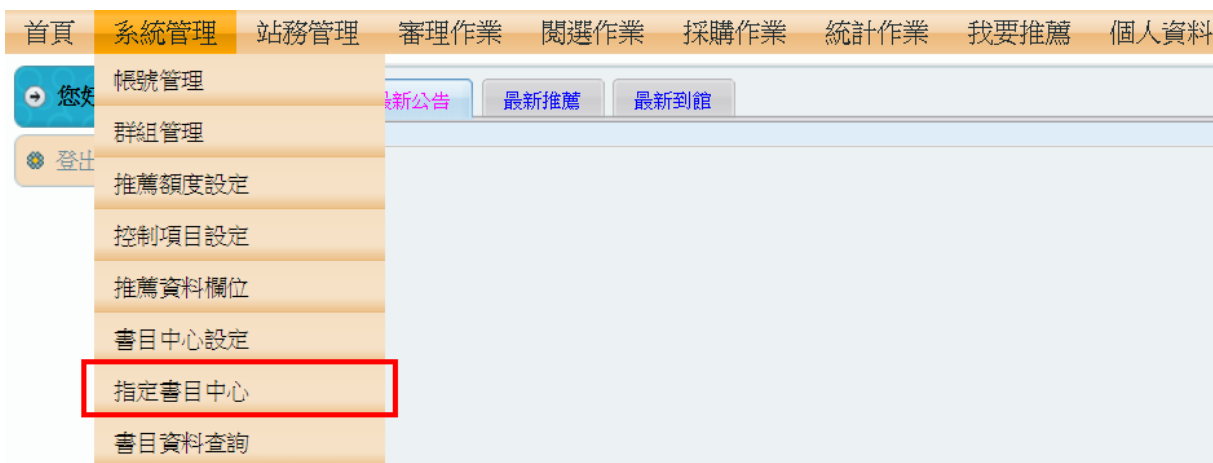 首頁 系統管理 站務管理 審理作業 閱選作業 採購作業 統計作業 我要推薦 個人資料
您好
最新公告 最新推薦 最新到館
登出
帳號管理
群組管理
推薦額度設定
控制項目設定
推薦資料欄位
書目中心設定
指定書目中心
書目資料查詢